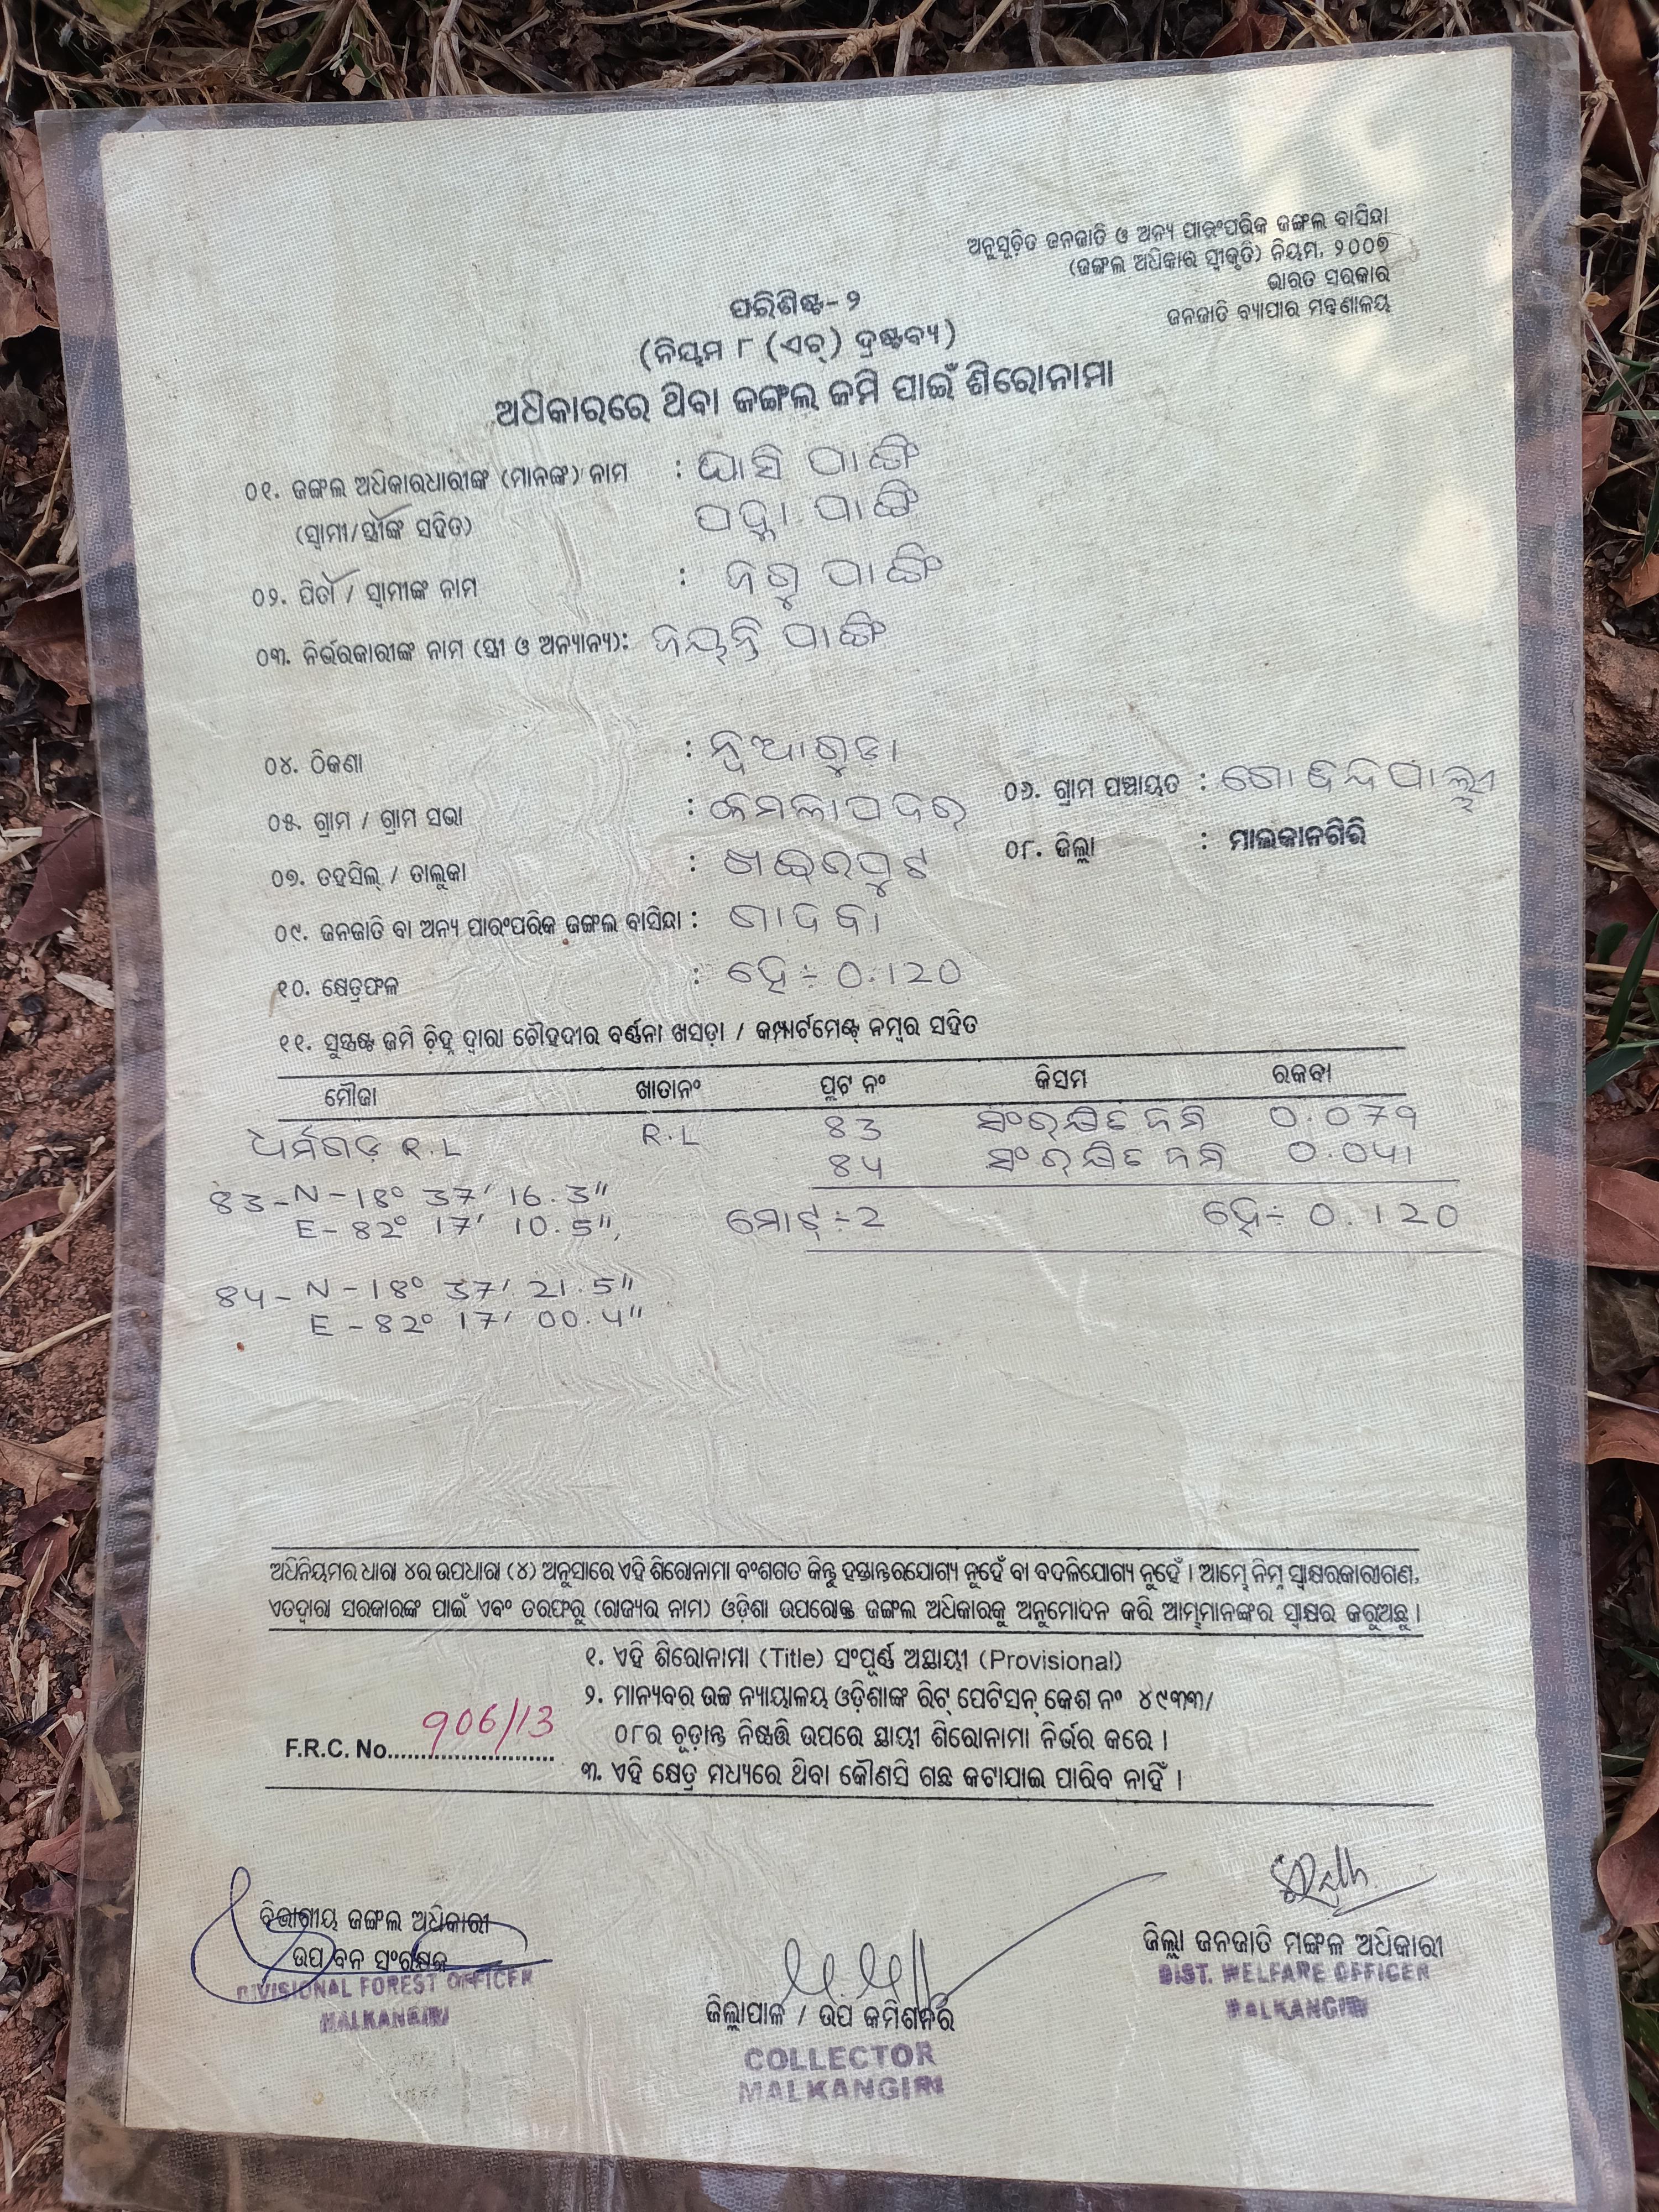 ଅନୁସୂଚିତ ଜନଜାତି ଓ ଅନ୍ୟ ପାରଂପରିକ ଜଙ୍ଗଲ ବାସିନ୍ଦା
(ଜଙ୍ଗଲ ଅଧିକାର ସ୍ୱୀକୃତି) ନିୟମ, ୨୦୦୭
ଭାରତ ସରକାର
ଜନଜାତି ବ୍ୟାପାର ମନ୍ତ୍ରଣାଳୟ
ପରିଶିଷ୍ଟ-୨
(ନିୟମ ୮ (ଏଚ୍) ଦ୍ରଷ୍ଟବ୍ୟ)
ଅଧିକାରରେ ଥିବା ଜଙ୍ଗଲ ଜମି ପାଇଁ ଶିରୋନାମା
୦୧. ଜଙ୍ଗଲ ଅଧିକାରଧାରୀଙ୍କ (ମାନଙ୍କ) ନାମ : ଘାସି ପାଙ୍ଗି
(ସ୍ୱାମୀ/ସ୍ତ୍ରୀଙ୍କ ସହିତ) ପଦ୍ମା ପାଙ୍ଗି
୦୨. ପିତା / ସ୍ୱାମୀଙ୍କ ନାମ : ଜଗୁ ପାଙ୍ଗି
୦୩. ନିର୍ଭରକାରୀଙ୍କ ନାମ (ସ୍ତ୍ରୀ ଓ ଅନ୍ୟାନ୍ୟ): ଜୟନ୍ତି ପାଙ୍ଗି
୦୪. ଠିକଣା : ନୂଆଗୁଡା
୦୫. ଗ୍ରାମ / ଗ୍ରାମ ସଭା : କମଳାପଦର ୦୬. ଗ୍ରାମ ପଞ୍ଚାୟତ : ଗୋବିନ୍ଦପାଲ୍ଲୀ
୦୭. ତହସିଲ୍ / ତାଲୁକା : ଖଇରପୁଟ ୦୮. ଜିଲ୍ଲା : ମାଲକାନଗିରି
୦୯. ଜନଜାତି ବା ଅନ୍ୟ ପାରଂପରିକ ଜଙ୍ଗଲ ବାସିନ୍ଦା : ଗାଦବା
୧୦. କ୍ଷେତ୍ରଫଳ : ହେ÷ 0.120
୧୧. ସୁସ୍ପଷ୍ଟ ଜମି ଚିହ୍ନ ଦ୍ୱାରା ଚୌହଦୀର ବର୍ଣ୍ଣନା ଖସଡ଼ା / କମ୍ପାର୍ଟମେଣ୍ଟ୍ ନମ୍ବର ସହିତ
ମୌଜା ଖାତାନଂ ପ୍ଲଟ ନଂ କିସମ ରକବା
ଧର୍ମଗଡ଼ R.L R.L 83 ସଂରକ୍ଷିତ ଜମି 0.079
84 ସଂରକ୍ଷିତ ଜମି 0.041
83-N-18° 37' 16.3"
E-82° 17' 10.5", ମୋଟ୍÷2 ହେ÷ 0.120
84-N-18° 37' 21.5"
E-82° 17' 00.4"
ଅଧିନିୟମର ଧାରା ୪ର ଉପଧାରା (୪) ଅନୁସାରେ ଏହି ଶିରୋନାମା ବଂଶଗତ କିନ୍ତୁ ହସ୍ତାନ୍ତରଯୋଗ୍ୟ ନୁହେଁ ବା ବଦଳିଯୋଗ୍ୟ ନୁହେଁ । ଆମ୍ଭେ ନିମ୍ନ ସ୍ୱାକ୍ଷରକାରୀଗଣ,
ଏତଦ୍ୱାରା ସରକାରଙ୍କ ପାଇଁ ଏବଂ ତରଫରୁ (ରାଜ୍ୟର ନାମ) ଓଡ଼ିଶା ଉପରୋକ୍ତ ଜଙ୍ଗଲ ଅଧିକାରକୁ ଅନୁମୋଦନ କରି ଆମ୍ଭମାନଙ୍କର ସ୍ୱାକ୍ଷର କରୁଅଛୁ ।
୧. ଏହି ଶିରୋନାମା (Title) ସଂପୂର୍ଣ୍ଣ ଅସ୍ଥାୟୀ (Provisional)
୨. ମାନ୍ୟବର ଉଚ୍ଚ ନ୍ୟାୟାଳୟ ଓଡ଼ିଶାଙ୍କ ରିଟ୍ ପେଟିସନ୍ କେଶ ନଂ ୪୯୩୩/
୦୮ର ଚୂଡ଼ାନ୍ତ ନିଷ୍ପତ୍ତି ଉପରେ ସ୍ଥାୟୀ ଶିରୋନାମା ନିର୍ଭର କରେ ।
F.R.C. No. 906/13
୩. ଏହି କ୍ଷେତ୍ର ମଧ୍ୟରେ ଥିବା କୌଣସି ଗଛ କଟାଯାଇ ପାରିବ ନାହିଁ ।
ବିଭାଗୀୟ ଜଙ୍ଗଲ ଅଧିକାରୀ
ଉପ ବନ ସଂରକ୍ଷକ
DIVISIONAL FOREST OFFICER
MALKANGIRI
ଜିଲ୍ଲାପାଳ / ଉପ କମିଶନର
COLLECTOR
MALKANGIRI
ଜିଲ୍ଲା ଜନଜାତି ମଙ୍ଗଳ ଅଧିକାରୀ
DIST. WELFARE OFFICER
MALKANGIRI